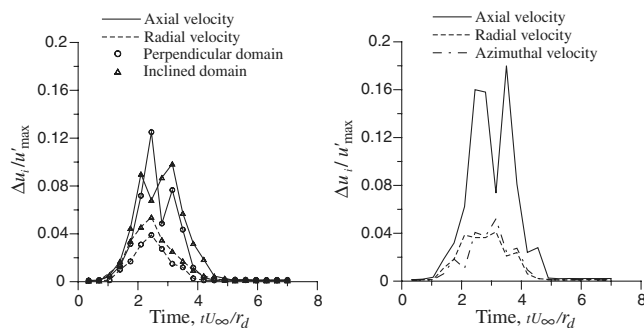 Axial velocity
Radial velocity
Perpendicular domain
Inclined domain
0.2
0.16
0.12
0.08
0.04
0
Δu_i/u'_max
0 2 4 6 8
Time, tU∞/r_d
Axial velocity
Radial velocity
Azimuthal velocity
0.2
0.16
0.12
0.08
0.04
0
Δu_i/ u'_max
0 2 4 6 8
Time, tU∞/r_d